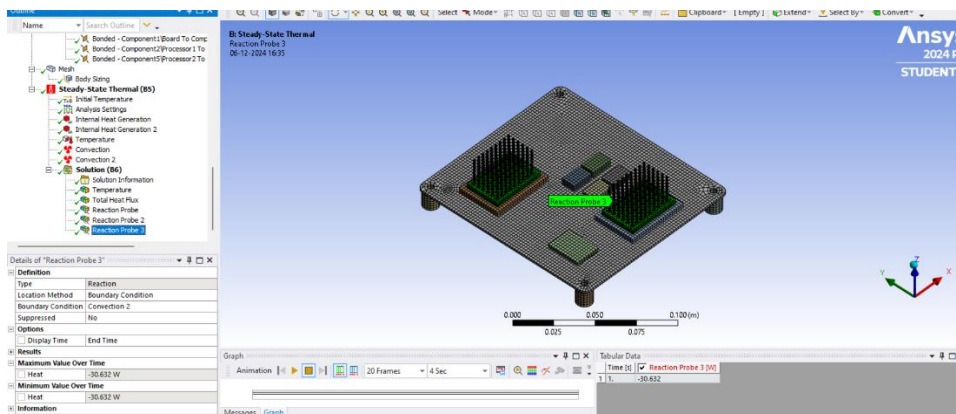 Outline
Name
Search Outline
Bonded - Component1\Board To Comp
Bonded - Component2\Processor1 To
Bonded - Component5\Processor2 To
Mesh
Body Sizing
Steady-State Thermal (B5)
Initial Temperature
Analysis Settings
Internal Heat Generation
Internal Heat Generation 2
Temperature
Convection
Convection 2
Solution (B6)
Solution Information
Temperature
Total Heat Flux
Reaction Probe
Reaction Probe 2
Reaction Probe 3
Details of "Reaction Probe 3"
Definition
Type Reaction
Location Method Boundary Condition
Boundary Condition Convection 2
Suppressed No
Options
Display Time End Time
Results
Maximum Value Over Time
Heat -30.632 W
Minimum Value Over Time
Heat -30.632 W
Information
Select Mode
Clipboard [ Empty ] Extend Select By Convert
B: Steady-State Thermal
Reaction Probe 3
06-12-2024 16:35
Ansys
2024 R
STUDENT
Reaction Probe 3
0.000 0.050 0.100 (m)
0.025 0.075
Z
Y
X
Graph
Animation 20 Frames 4 Sec
Messages Graph
Tabular Data
Time [s] Reaction Probe 3 [W]
1 1. -30.632